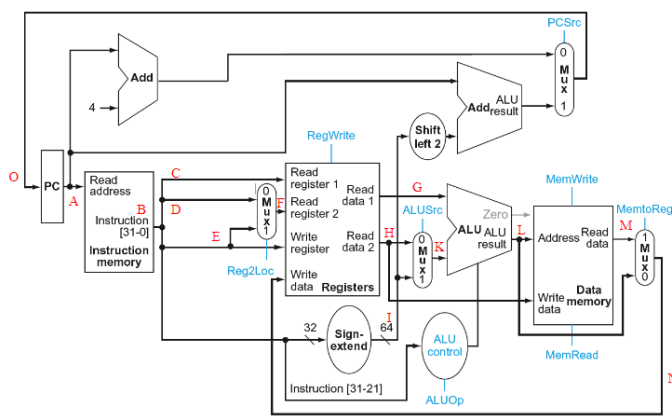 PCSrc
0
Mux
1
Add
4
Add ALU result
Shift left 2
RegWrite
O
PC
A
Read address
Instruction [31-0]
Instruction memory
B
C
D
E
0
Mux
1
F
Reg2Loc
Read register 1
Read register 2
Write register
Write data
Read data 1
Read data 2
Registers
G
H
ALUSrc
0
Mux
1
K
Zero
ALU ALU result
L
MemWrite
Address
Read data
Write data
Data memory
MemRead
MemtoReg
M
1
Mux
0
N
32
Sign-extend
I
64
ALU control
ALUOp
Instruction [31-21]